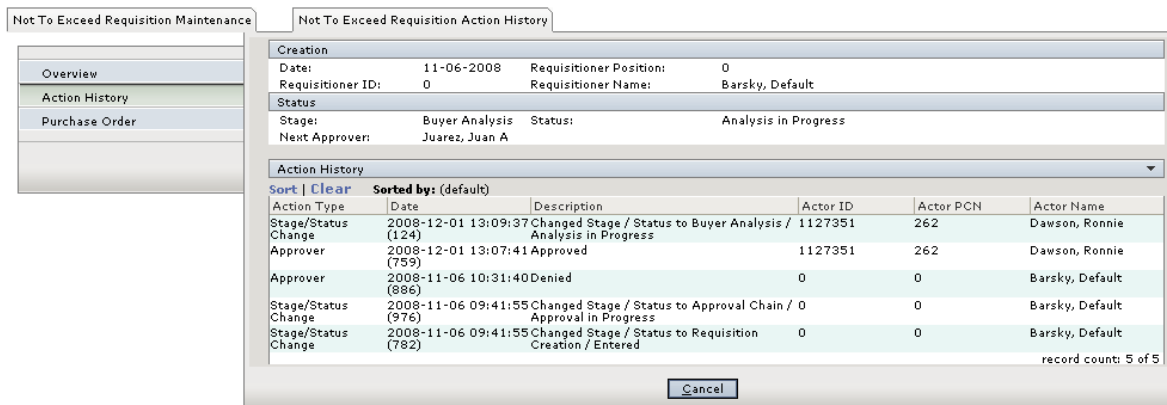 Not To Exceed Requisition Maintenance
Not To Exceed Requisition Action History
Overview
Action History
Purchase Order
Creation
Date: 11-06-2008 Requisitioner Position: 0
Requisitioner ID: 0 Requisitioner Name: Barsky, Default
Status
Stage: Buyer Analysis Status: Analysis in Progress
Next Approver: Juarez, Juan A
Action History
Sort | Clear Sorted by: (default)
Action Type Date Description Actor ID Actor PCN Actor Name
Stage/Status 2008-12-01 13:09:37 Changed Stage / Status to Buyer Analysis / 1127351 262 Dawson, Ronnie
Change (124) Analysis in Progress
Approver 2008-12-01 13:07:41 Approved 1127351 262 Dawson, Ronnie
(759)
Approver 2008-11-06 10:31:40 Denied 0 0 Barsky, Default
(886)
Stage/Status 2008-11-06 09:41:55 Changed Stage / Status to Approval Chain / 0 0 Barsky, Default
Change (976) Approval in Progress
Stage/Status 2008-11-06 09:41:55 Changed Stage / Status to Requisition 0 0 Barsky, Default
Change (782) Creation / Entered
record count: 5 of 5
Cancel